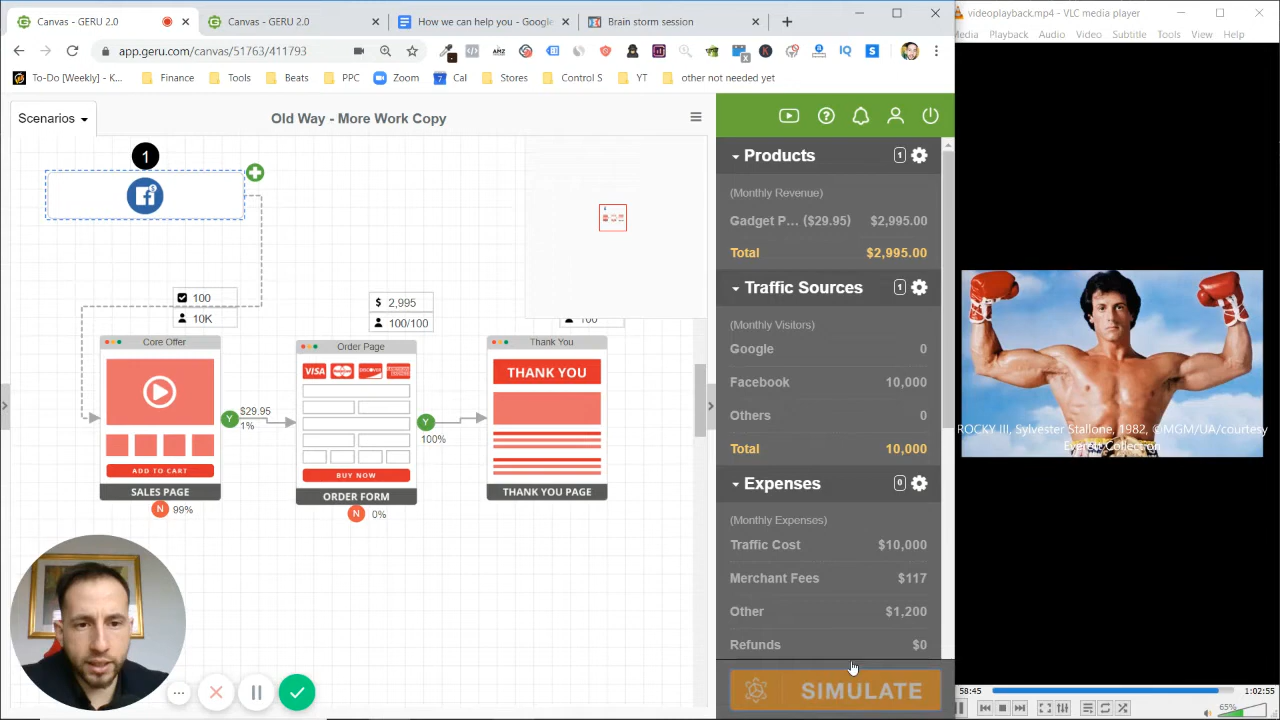 Canvas - GERU 2.0
Canvas - GERU 2.0
How we can help you - Google
Brain storm session
app.geru.com/canvas/51763/411793
To-Do [Weekly] - K...
Finance
Tools
Beats
PPC
Zoom
Cal
Stores
Control S
YT
other not needed yet
Scenarios
Old Way - More Work Copy
1
100
10K
$ 2,995
100/100
100
Core Offer
ADD TO CART
SALES PAGE
Y
$29.95
1%
N
99%
Order Page
VISA
BUY NOW
ORDER FORM
Y
100%
N
0%
Thank You
THANK YOU
THANK YOU PAGE
Products
1
(Monthly Revenue)
Gadget P... ($29.95) $2,995.00
Total $2,995.00
Traffic Sources
1
(Monthly Visitors)
Google 0
Facebook 10,000
Others 0
Total 10,000
Expenses
0
(Monthly Expenses)
Traffic Cost $10,000
Merchant Fees $117
Other $1,200
Refunds $0
SIMULATE
videoplayback.mp4 - VLC media player
Media Playback Audio Video Subtitle Tools View Help
ROCKY III, Sylvester Stallone, 1982, ©MGM/UA/courtesy
Everett Collection
58:45
1:02:55
65%